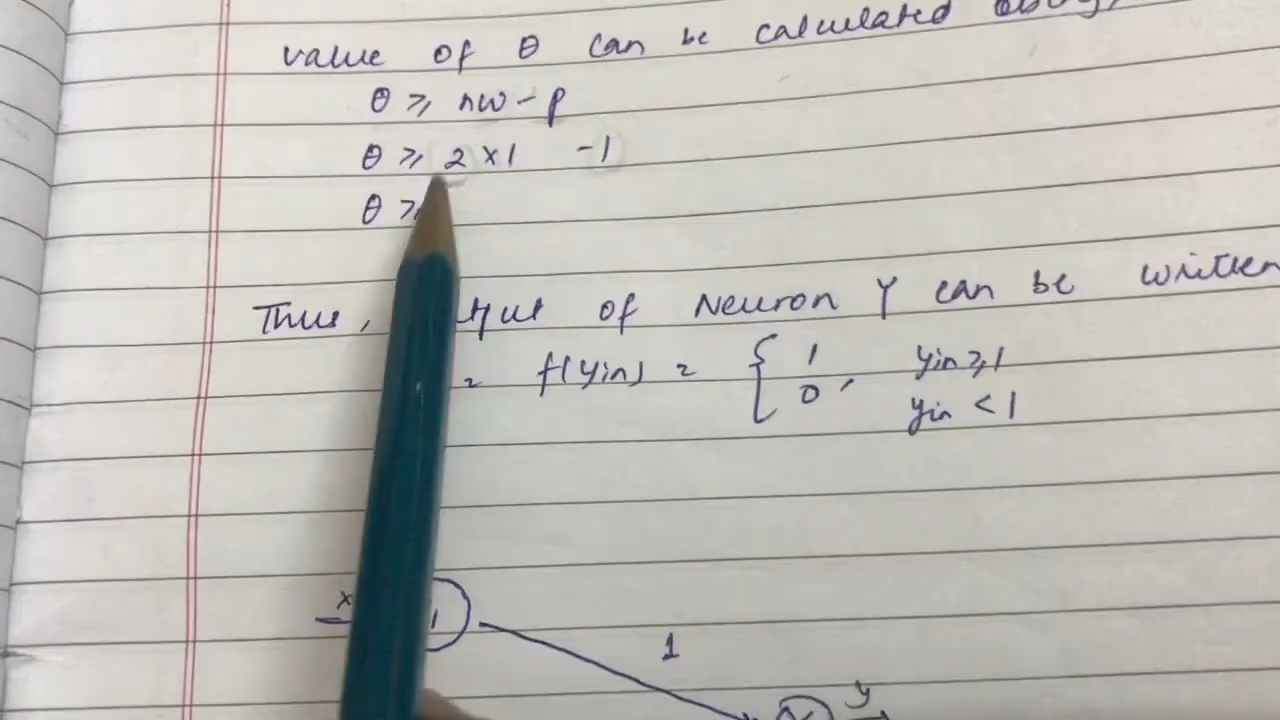 value of θ can be calculated
θ ≥ nw - p
θ ≥ 2 × 1 - 1
θ ≥
Thus, of Neuron Y can be written
= f(yin) = { 1 yin ≥ 1
0, yin < 1
x 1
1
y